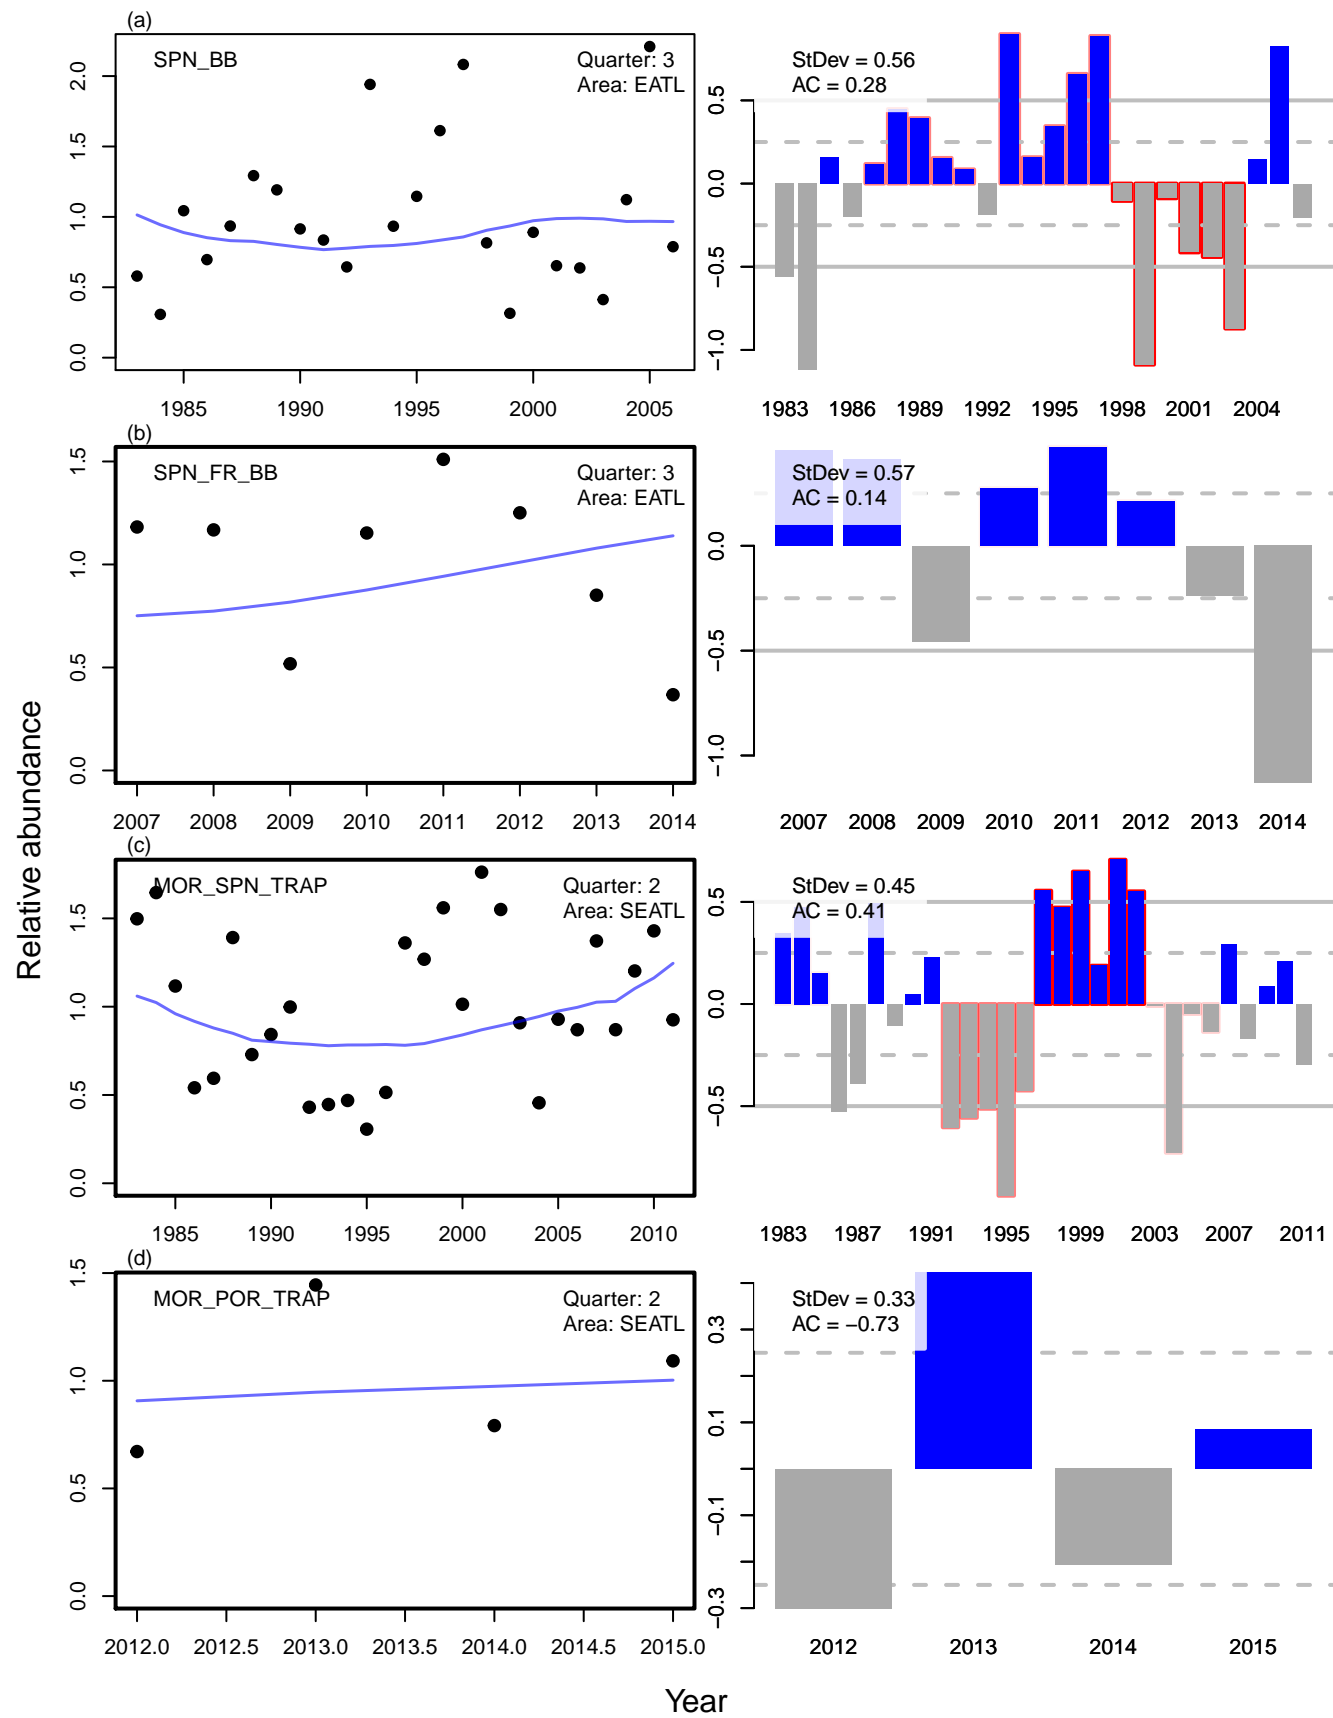 (a)
SPN_BB
Quarter: 3
Area: EATL
StDev = 0.56
AC = 0.28
0.0 0.5 1.0 1.5 2.0
−1.0 −0.5 0.0 0.5
1985 1990 1995 2000 2005
1983 1986 1989 1992 1995 1998 2001 2004
(b)
SPN_FR_BB
Quarter: 3
Area: EATL
StDev = 0.57
AC = 0.14
0.0 0.5 1.0 1.5
−1.0 −0.5 0.0
2007 2008 2009 2010 2011 2012 2013 2014
2007 2008 2009 2010 2011 2012 2013 2014
(c)
MOR_SPN_TRAP
Quarter: 2
Area: SEATL
StDev = 0.45
AC = 0.41
0.0 0.5 1.0 1.5
−0.5 0.0 0.5
1985 1990 1995 2000 2005 2010
1983 1987 1991 1995 1999 2003 2007 2011
(d)
MOR_POR_TRAP
Quarter: 2
Area: SEATL
StDev = 0.33
AC = −0.73
0.0 0.5 1.0 1.5
−0.3 −0.1 0.1 0.3
2012.0 2012.5 2013.0 2013.5 2014.0 2014.5 2015.0
2012 2013 2014 2015
Relative abundance
Year